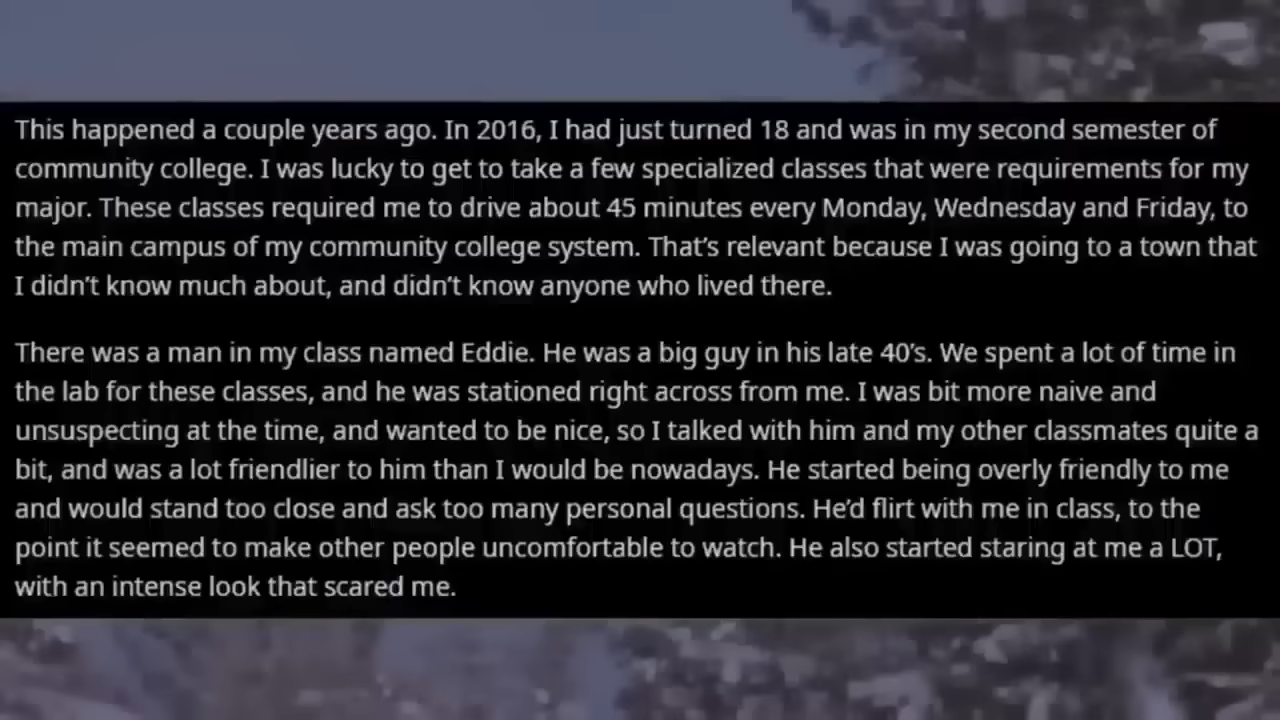 This happened a couple years ago. In 2016, I had just turned 18 and was in my second semester of
community college. I was lucky to get to take a few specialized classes that were requirements for my
major. These classes required me to drive about 45 minutes every Monday, Wednesday and Friday, to
the main campus of my community college system. That’s relevant because I was going to a town that
I didn’t know much about, and didn’t know anyone who lived there.
There was a man in my class named Eddie. He was a big guy in his late 40’s. We spent a lot of time in
the lab for these classes, and he was stationed right across from me. I was bit more naive and
unsuspecting at the time, and wanted to be nice, so I talked with him and my other classmates quite a
bit, and was a lot friendlier to him than I would be nowadays. He started being overly friendly to me
and would stand too close and ask too many personal questions. He’d flirt with me in class, to the
point it seemed to make other people uncomfortable to watch. He also started staring at me a LOT,
with an intense look that scared me.